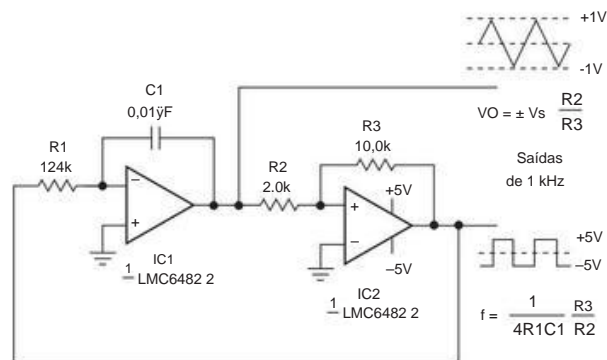 +1V
-1V
VO = ± Vs R2
R3
C1
0,01ÿF
R1
124k
R2
2.0k
R3
10,0k
Saídas
de 1 kHz
−
+
IC1
1
LMC6482 2
+
−
+5V
–5V
IC2
1
LMC6482 2
+5V
–5V
f = 1 R3
4R1C1 R2